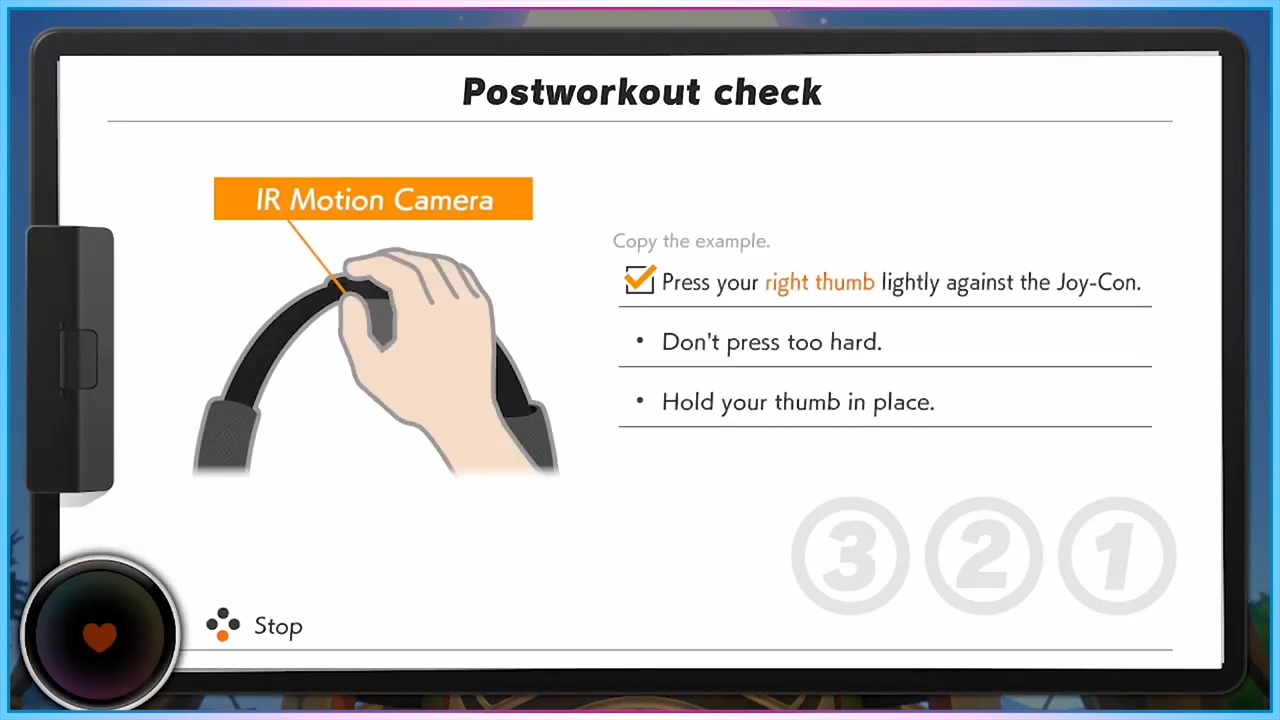 Postworkout check
IR Motion Camera
Copy the example.
Press your right thumb lightly against the Joy-Con.
• Don't press too hard.
• Hold your thumb in place.
3 2 1
Stop